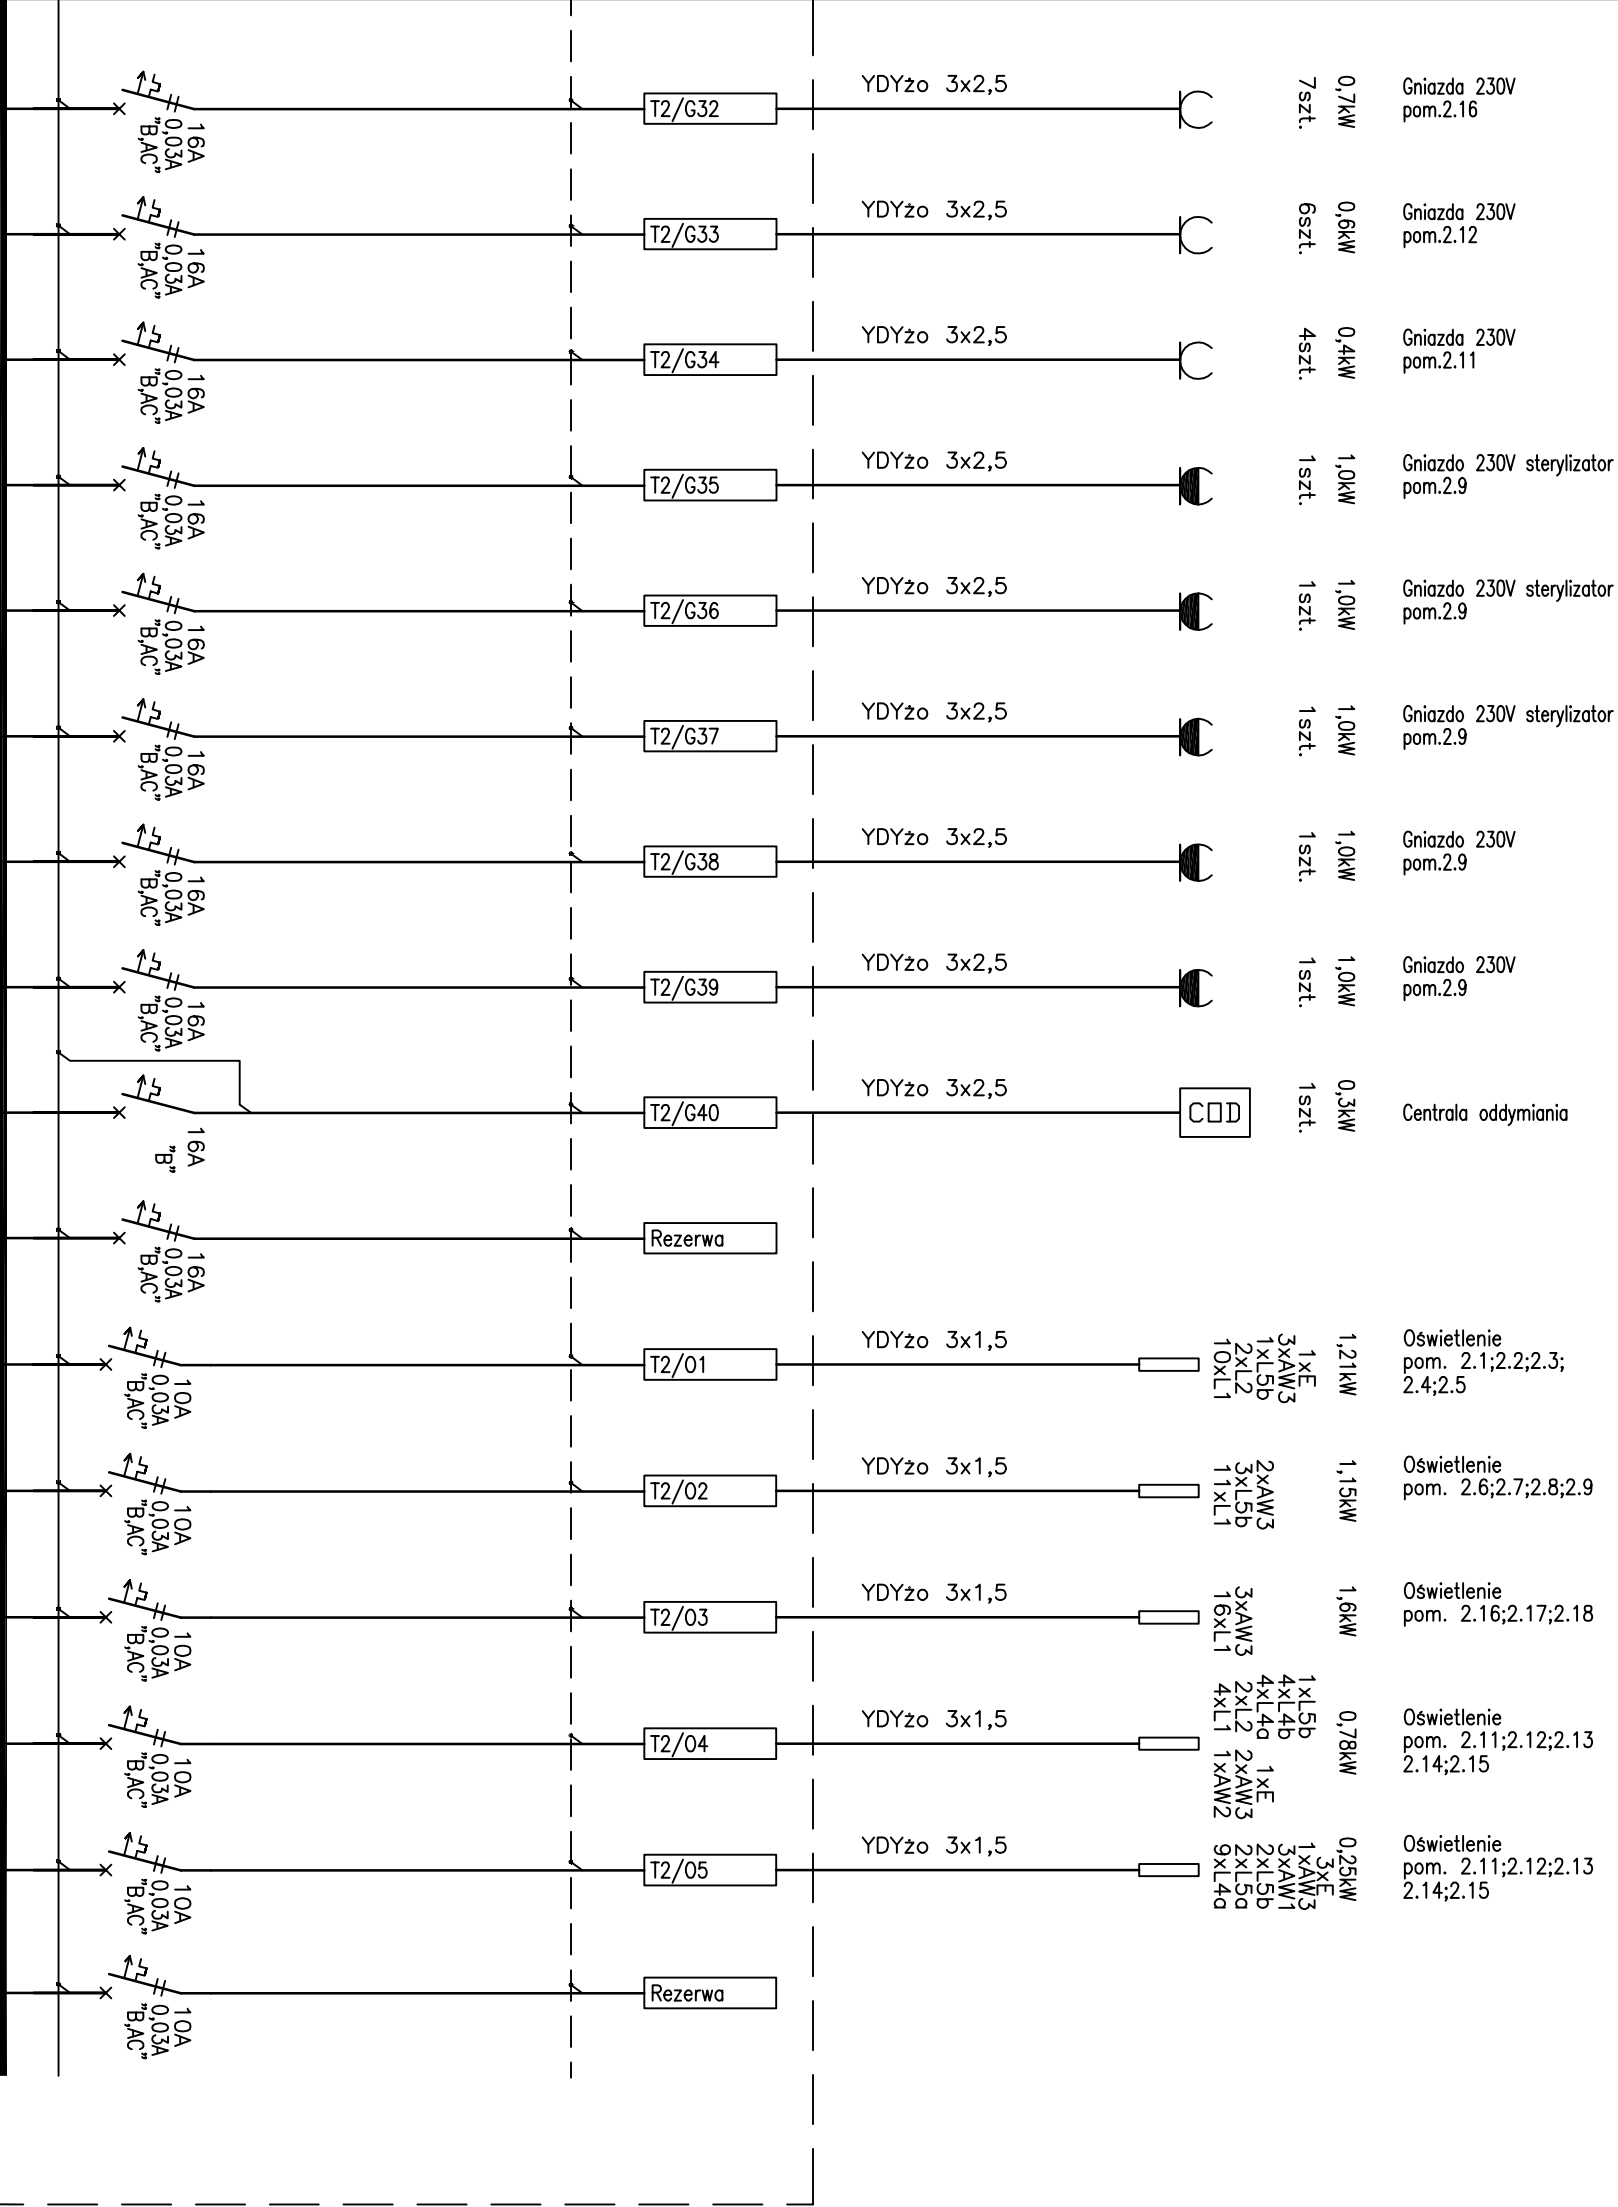 16A
0,03A
"B,AC"
T2/G32
YDYżo 3x2,5
7szt.
0,7kW
Gniazda 230V
pom.2.16
16A
0,03A
"B,AC"
T2/G33
YDYżo 3x2,5
6szt.
0,6kW
Gniazda 230V
pom.2.12
16A
0,03A
"B,AC"
T2/G34
YDYżo 3x2,5
4szt.
0,4kW
Gniazda 230V
pom.2.11
16A
0,03A
"B,AC"
T2/G35
YDYżo 3x2,5
1szt.
1,0kW
Gniazdo 230V sterylizator
pom.2.9
16A
0,03A
"B,AC"
T2/G36
YDYżo 3x2,5
1szt.
1,0kW
Gniazdo 230V sterylizator
pom.2.9
16A
0,03A
"B,AC"
T2/G37
YDYżo 3x2,5
1szt.
1,0kW
Gniazdo 230V sterylizator
pom.2.9
16A
0,03A
"B,AC"
T2/G38
YDYżo 3x2,5
1szt.
1,0kW
Gniazdo 230V
pom.2.9
16A
0,03A
"B,AC"
T2/G39
YDYżo 3x2,5
1szt.
1,0kW
Gniazdo 230V
pom.2.9
16A
"B"
T2/G40
YDYżo 3x2,5
COD
1szt.
0,3kW
Centrala oddymiania
16A
0,03A
"B,AC"
Rezerwa
10A
0,03A
"B,AC"
T2/O1
YDYżo 3x1,5
1xE
3xAW3
1xL5b
2xL2
10xL1
1,21kW
Oświetlenie
pom. 2.1;2.2;2.3;
2.4;2.5
10A
0,03A
"B,AC"
T2/O2
YDYżo 3x1,5
2xAW3
3xL5b
11xL1
1,15kW
Oświetlenie
pom. 2.6;2.7;2.8;2.9
10A
0,03A
"B,AC"
T2/O3
YDYżo 3x1,5
3xAW3
16xL1
1,6kW
Oświetlenie
pom. 2.16;2.17;2.18
10A
0,03A
"B,AC"
T2/O4
YDYżo 3x1,5
1xL5b
4xL4b
4xL4a
2xL2
4xL1
1xE
2xAW3
1xAW2
0,78kW
Oświetlenie
pom. 2.11;2.12;2.13
2.14;2.15
10A
0,03A
"B,AC"
T2/O5
YDYżo 3x1,5
3xE
1xAW3
3xAW1
2xL5b
2xL5a
9xL4a
0,25kW
Oświetlenie
pom. 2.11;2.12;2.13
2.14;2.15
10A
0,03A
"B,AC"
Rezerwa